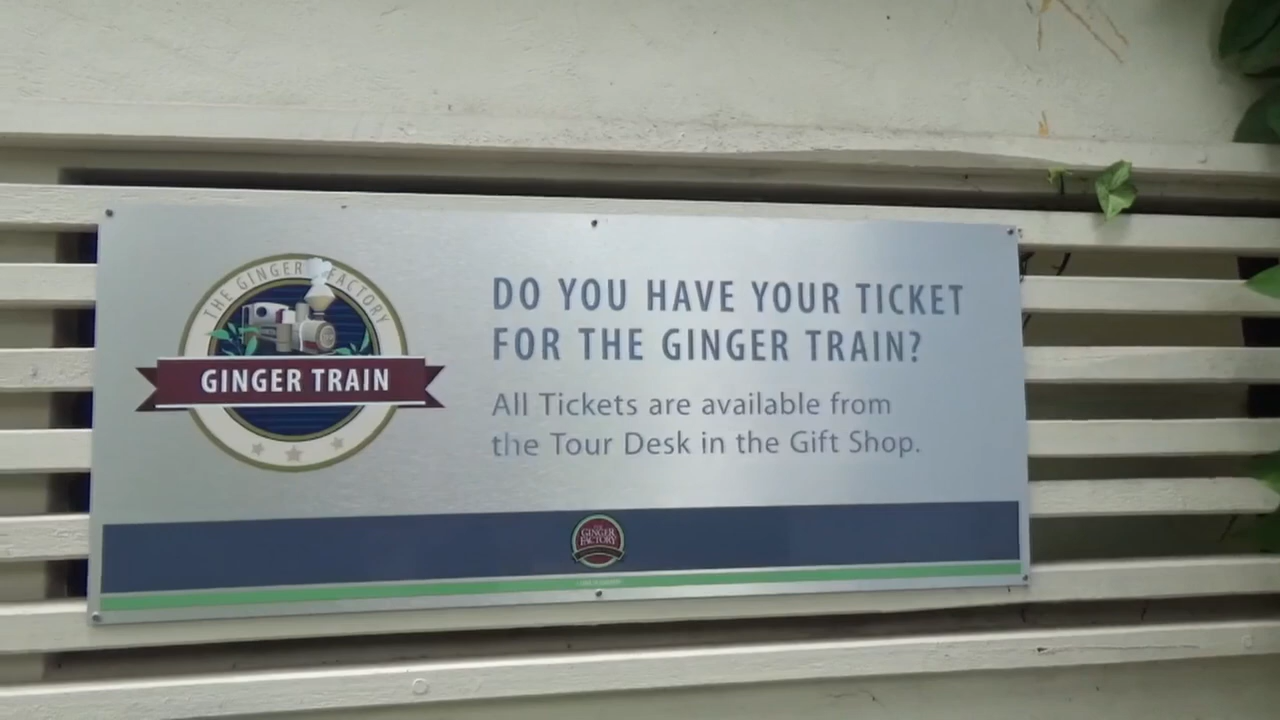 THE GINGER FACTORY
GINGER TRAIN
DO YOU HAVE YOUR TICKET
FOR THE GINGER TRAIN?
All Tickets are available from
the Tour Desk in the Gift Shop.
THE
GINGER
FACTORY